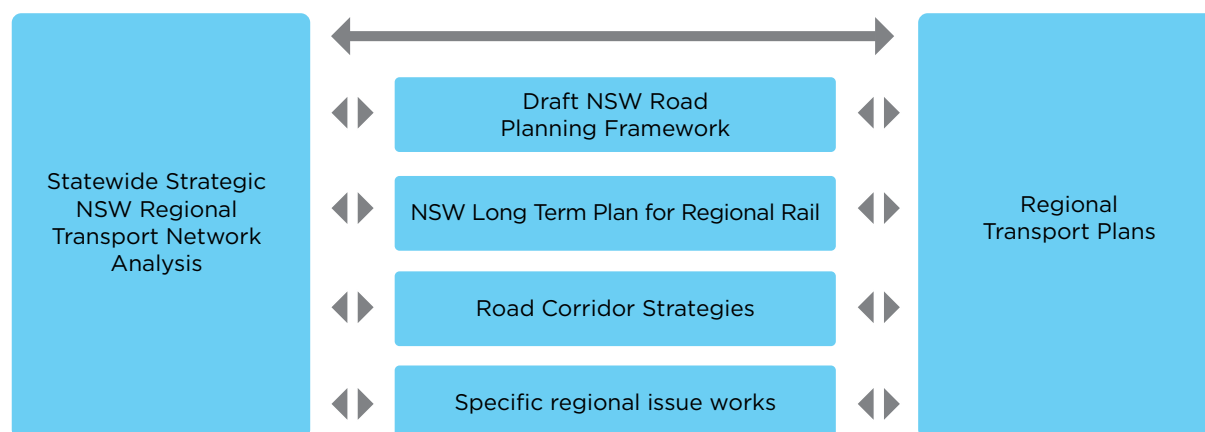 Statewide Strategic
NSW Regional
Transport Network
Analysis
Draft NSW Road
Planning Framework
NSW Long Term Plan for Regional Rail
Road Corridor Strategies
Specific regional issue works
Regional
Transport Plans